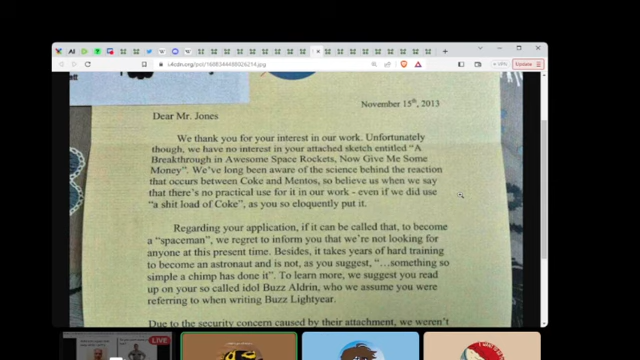 i.4cdn.org/pol/1688344488026214.jpg
Update
November 15th, 2013
Dear Mr. Jones
We thank you for your interest in our work. Unfortunately
though, we have no interest in your attached sketch entitled “A
Breakthrough in Awesome Space Rockets, Now Give Me Some
Money”. We’ve long been aware of the science behind the reaction
that occurs between Coke and Mentos, so believe us when we say
that there’s no practical use for it in our work - even if we did use
“a shit load of Coke”, as you so eloquently put it.
Regarding your application, if it can be called that, to become
a “spaceman”, we regret to inform you that we’re not looking for
anyone at this present time. Besides, it takes years of hard training
to become an astronaut and is not, as you suggest, “…something so
simple a chimp has done it”. To learn more, we suggest you read
up on your so called idol Buzz Aldrin, who we assume you were
referring to when writing Buzz Lightyear.
Due to the security concern caused by their attachment, we weren’t
LIVE